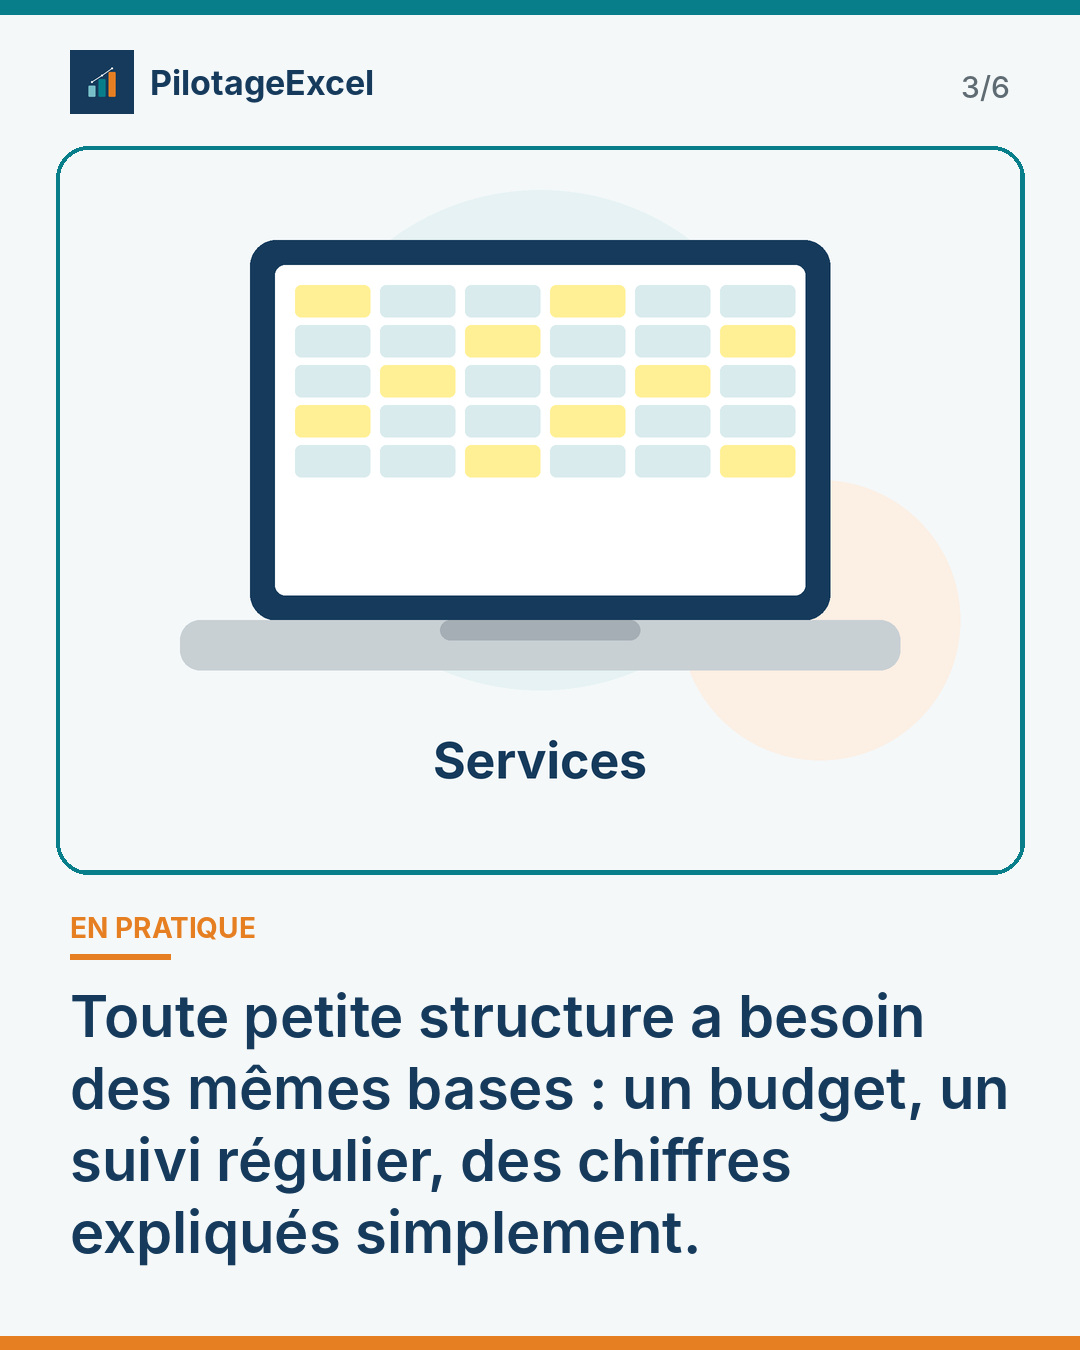 PilotageExcel
3/6
Services
EN PRATIQUE
Toute petite structure a besoin
des mêmes bases : un budget, un
suivi régulier, des chiffres
expliqués simplement.